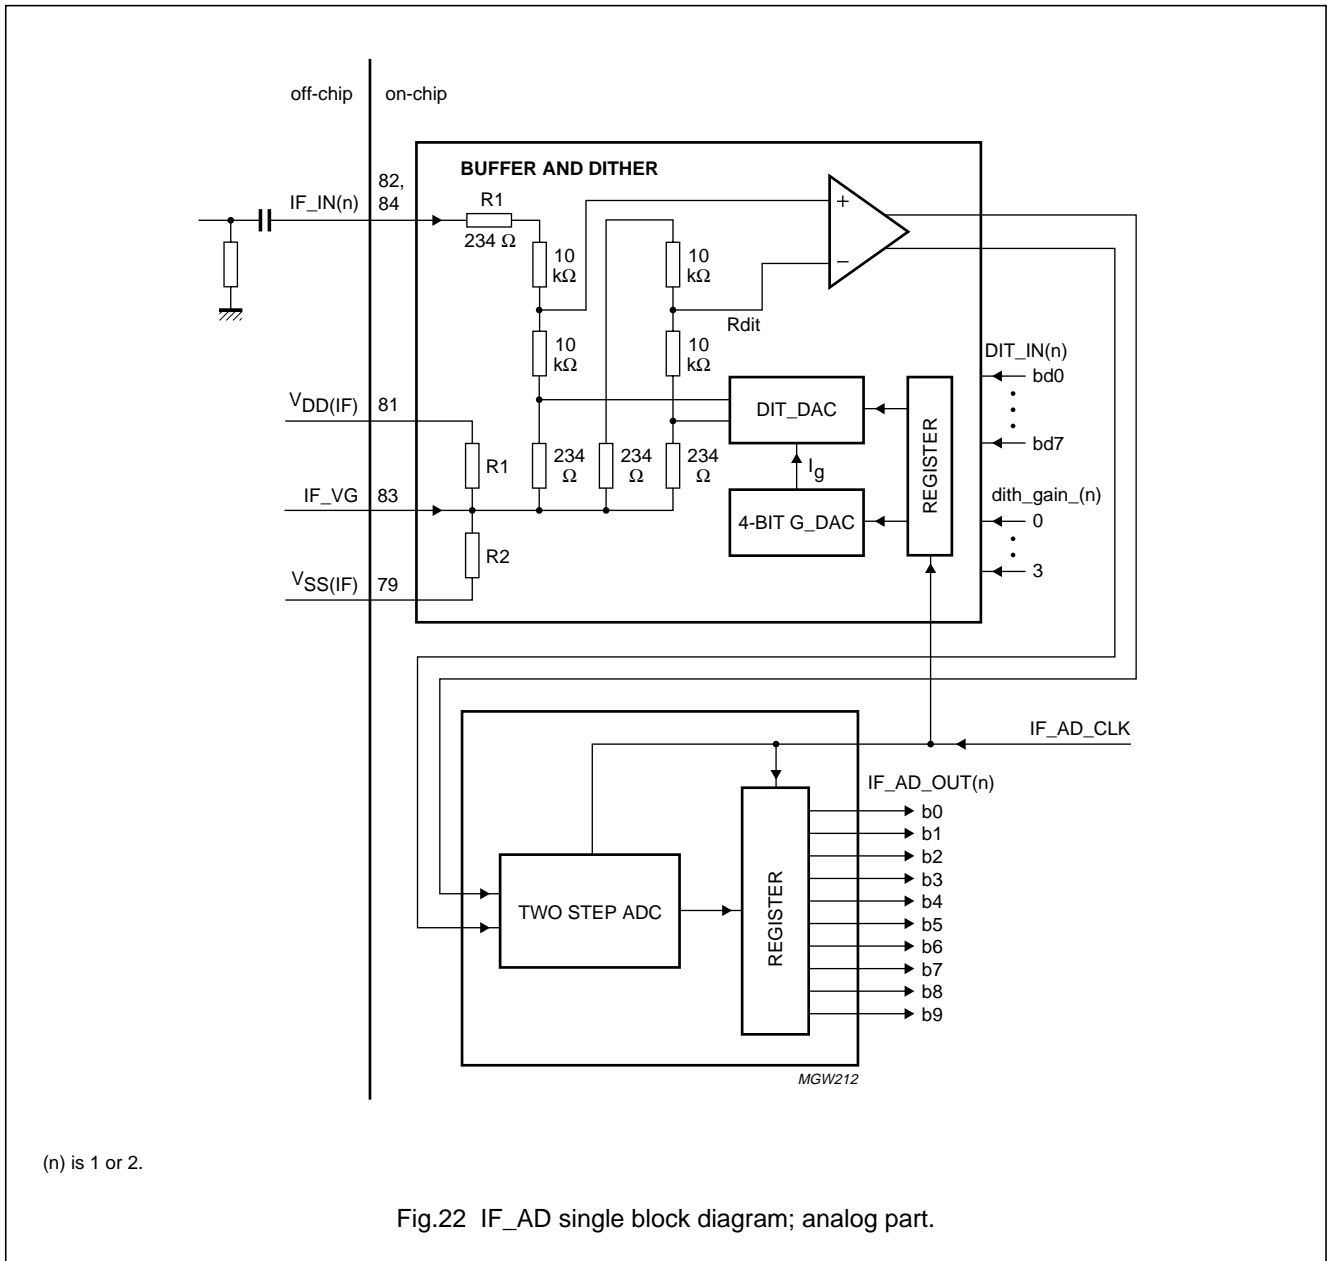 off-chip
on-chip
BUFFER AND DITHER
82,
84
IF_IN(n)
R1
234 Ω
10
kΩ
10
kΩ
+
−
Rdit
10
kΩ
10
kΩ
DIT_IN(n)
bd0
bd7
VDD(IF)
81
DIT_DAC
REGISTER
R1
234
Ω
234
Ω
234
Ω
Ig
IF_VG
83
4-BIT G_DAC
dith_gain_(n)
0
3
R2
VSS(IF)
79
IF_AD_CLK
IF_AD_OUT(n)
b0
b1
b2
b3
b4
b5
b6
b7
b8
b9
TWO STEP ADC
REGISTER
MGW212
(n) is 1 or 2.
Fig.22 IF_AD single block diagram; analog part.